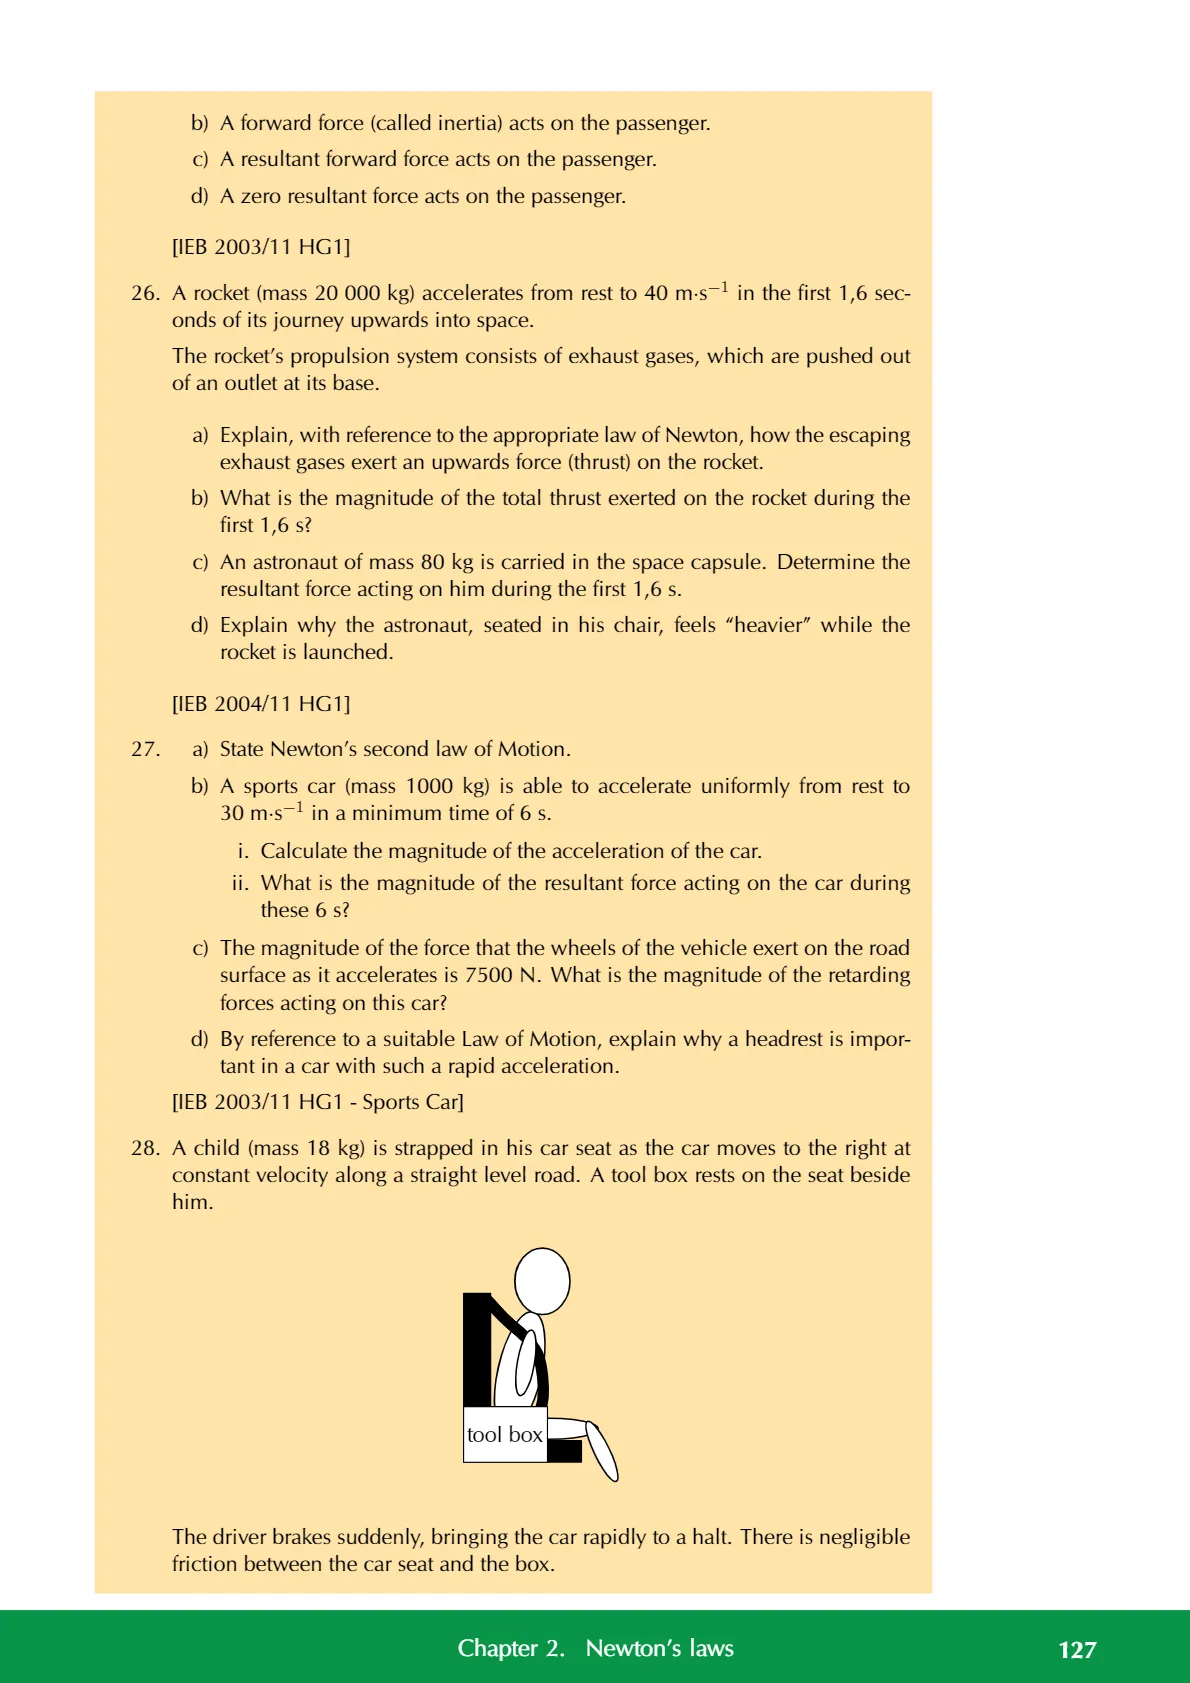 b) A forward force (called inertia) acts on the passenger.
c) A resultant forward force acts on the passenger.
d) A zero resultant force acts on the passenger.
[IEB 2003/11 HG1]
26. A rocket (mass 20 000 kg) accelerates from rest to 40 m·s⁻¹ in the first 1,6 sec-
onds of its journey upwards into space.
The rocket’s propulsion system consists of exhaust gases, which are pushed out
of an outlet at its base.
a) Explain, with reference to the appropriate law of Newton, how the escaping
exhaust gases exert an upwards force (thrust) on the rocket.
b) What is the magnitude of the total thrust exerted on the rocket during the
first 1,6 s?
c) An astronaut of mass 80 kg is carried in the space capsule. Determine the
resultant force acting on him during the first 1,6 s.
d) Explain why the astronaut, seated in his chair, feels “heavier” while the
rocket is launched.
[IEB 2004/11 HG1]
27. a) State Newton’s second law of Motion.
b) A sports car (mass 1000 kg) is able to accelerate uniformly from rest to
30 m·s⁻¹ in a minimum time of 6 s.
i. Calculate the magnitude of the acceleration of the car.
ii. What is the magnitude of the resultant force acting on the car during
these 6 s?
c) The magnitude of the force that the wheels of the vehicle exert on the road
surface as it accelerates is 7500 N. What is the magnitude of the retarding
forces acting on this car?
d) By reference to a suitable Law of Motion, explain why a headrest is impor-
tant in a car with such a rapid acceleration.
[IEB 2003/11 HG1 - Sports Car]
28. A child (mass 18 kg) is strapped in his car seat as the car moves to the right at
constant velocity along a straight level road. A tool box rests on the seat beside
him.
tool box
The driver brakes suddenly, bringing the car rapidly to a halt. There is negligible
friction between the car seat and the box.
Chapter 2. Newton’s laws 127